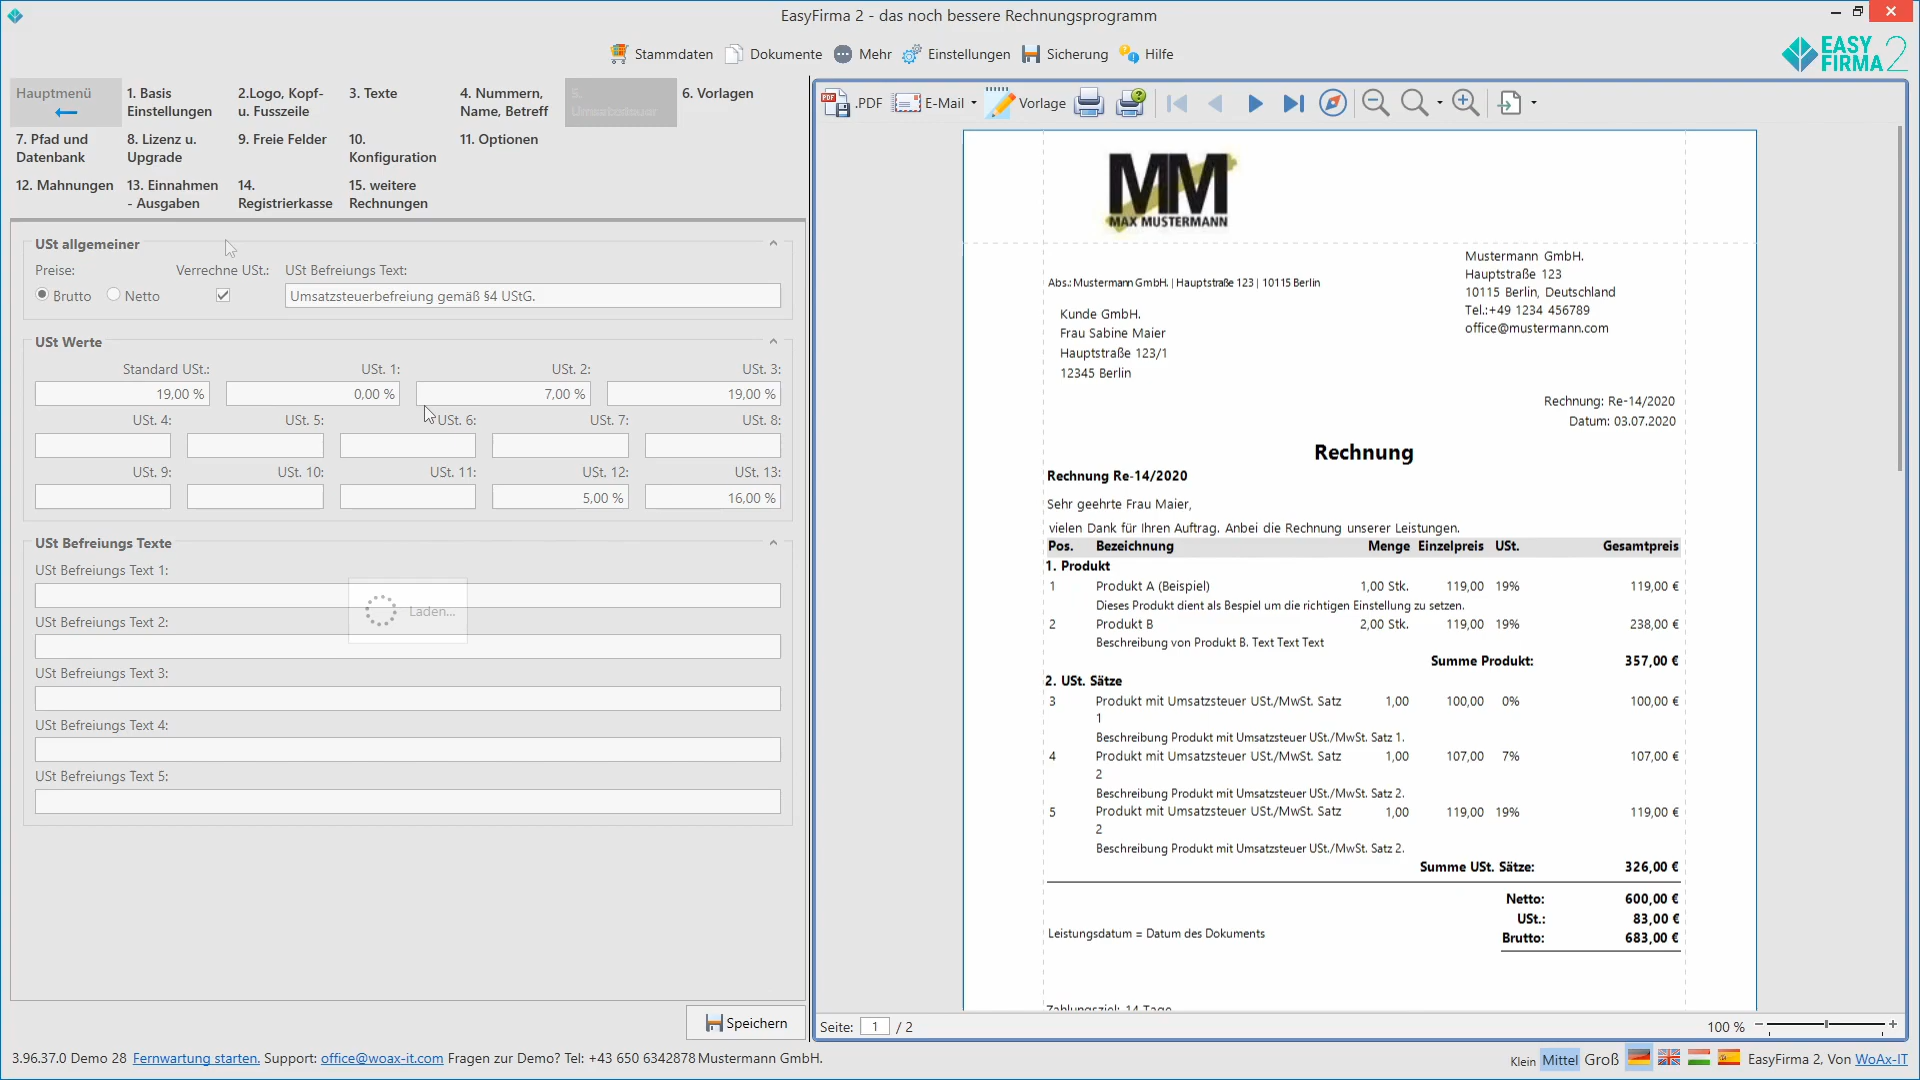 EasyFirma 2 - das noch bessere Rechnungsprogramm
Stammdaten Dokumente Mehr Einstellungen Sicherung Hilfe
EASY FIRMA 2
Hauptmenü
1. Basis Einstellungen
2.Logo, Kopf- u. Fusszeile
3. Texte
4. Nummern, Name, Betreff
5. Umsatzsteuer
6. Vorlagen
7. Pfad und Datenbank
8. Lizenz u. Upgrade
9. Freie Felder
10. Konfiguration
11. Optionen
12. Mahnungen
13. Einnahmen - Ausgaben
14. Registrierkasse
15. weitere Rechnungen
USt allgemeiner
Preise: Verrechne USt.: USt Befreiungs Text:
Brutto Netto Umsatzsteuerbefreiung gemäß §4 UStG.
USt Werte
Standard USt.: USt. 1: USt. 2: USt. 3:
19,00 % 0,00 % 7,00 % 19,00 %
USt. 4: USt. 5: USt. 6: USt. 7: USt. 8:
USt. 9: USt. 10: USt. 11: USt. 12: USt. 13:
5,00 % 16,00 %
USt Befreiungs Texte
USt Befreiungs Text 1:
Laden...
USt Befreiungs Text 2:
USt Befreiungs Text 3:
USt Befreiungs Text 4:
USt Befreiungs Text 5:
Speichern
PDF .PDF E-Mail Vorlage
MM
MAX MUSTERMANN
Mustermann GmbH.
Hauptstraße 123
10115 Berlin, Deutschland
Tel.:+49 1234 456789
office@mustermann.com
Abs.: Mustermann GmbH. | Hauptstraße 123 | 10115 Berlin
Kunde GmbH.
Frau Sabine Maier
Hauptstraße 123/1
12345 Berlin
Rechnung: Re-14/2020
Datum: 03.07.2020
Rechnung
Rechnung Re-14/2020
Sehr geehrte Frau Maier,
vielen Dank für Ihren Auftrag. Anbei die Rechnung unserer Leistungen.
Pos. Bezeichnung Menge Einzelpreis USt. Gesamtpreis
1. Produkt
1 Produkt A (Beispiel) 1,00 Stk. 119,00 19% 119,00 €
Dieses Produkt dient als Bespiel um die richtigen Einstellung zu setzen.
2 Produkt B 2,00 Stk. 119,00 19% 238,00 €
Beschreibung von Produkt B. Text Text Text
Summe Produkt: 357,00 €
2. USt. Sätze
3 Produkt mit Umsatzsteuer USt./MwSt. Satz 1,00 100,00 0% 100,00 €
1
Beschreibung Produkt mit Umsatzsteuer USt./MwSt. Satz 1.
4 Produkt mit Umsatzsteuer USt./MwSt. Satz 1,00 107,00 7% 107,00 €
2
Beschreibung Produkt mit Umsatzsteuer USt./MwSt. Satz 2.
5 Produkt mit Umsatzsteuer USt./MwSt. Satz 1,00 119,00 19% 119,00 €
2
Beschreibung Produkt mit Umsatzsteuer USt./MwSt. Satz 2.
Summe USt. Sätze: 326,00 €
Netto: 600,00 €
USt.: 83,00 €
Leistungsdatum = Datum des Dokuments
Brutto: 683,00 €
Zahlungsziel: 14 Tage
Seite: 1 / 2 100 %
3.96.37.0 Demo 28 Fernwartung starten. Support: office@woax-it.com Fragen zur Demo? Tel: +43 650 6342878 Mustermann GmbH.
Klein Mittel Groß EasyFirma 2, Von WoAx-IT